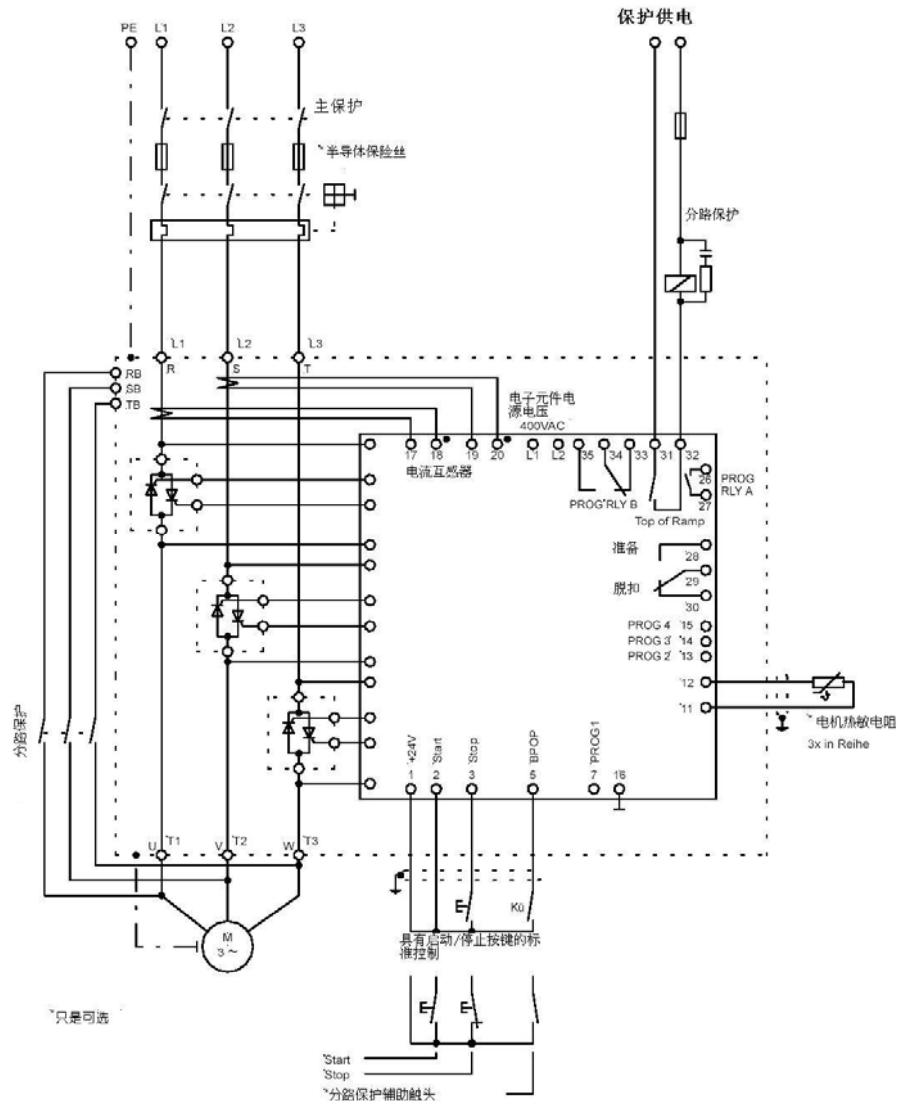 保护供电
PE L1 L2 L3
主保护
*半导体保险丝
分路保护
L1 L2 L3
R S T
RB
SB
TB
电子元件电
源电压
400VAC
17 18 19 20 L1 L2 35 34 33 31 32
电流互感器
26
27
PROG
RLY A
PROG RLY B
Top of Ramp
准备
28
脱扣
29
30
PROG 4 15
PROG 3 14
PROG 2 13
12
11
*电机热敏电阻
3x in Reihe
分路保护
+24V Start Stop BPOP PROG 1
1 2 3 5 7 16
U T1 V T2 W T3
M
3 ~
Kü
具有启动/停止按键的标
准控制
*只是可选
Start
Stop
*分路保护辅助触头